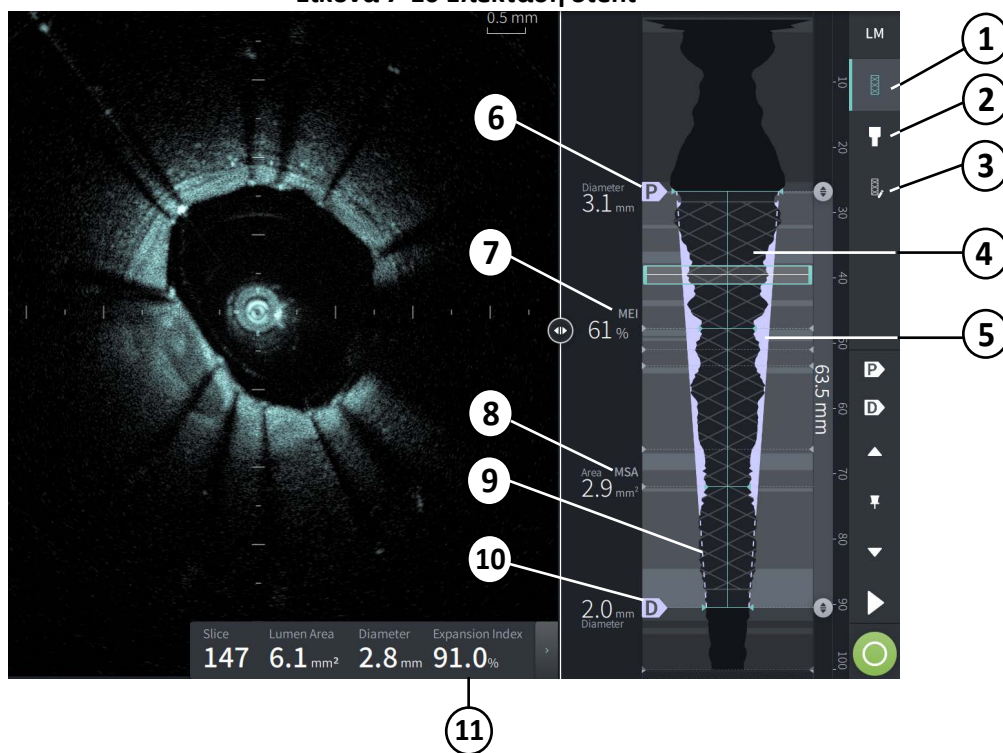 0.5 mm
LM
1
2
3
4
5
6
7
8
9
10
11
Diameter
P
3.1 mm
MEI
61 %
Area MSA
2.9 mm²
2.0 mm
D
Diameter
10
20
30
40
50
60
70
80
90
100
63.5 mm
P
D
Slice Lumen Area Diameter Expansion Index
147 6.1 mm² 2.8 mm 91.0%